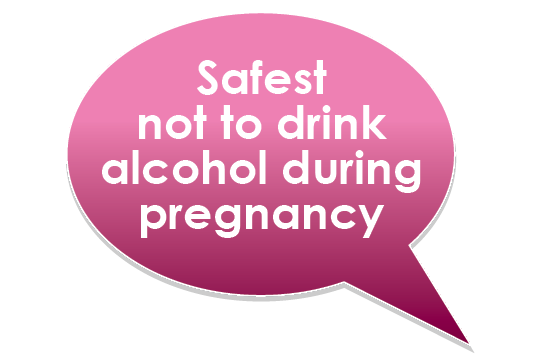 Safest
not to drink
alcohol during
pregnancy